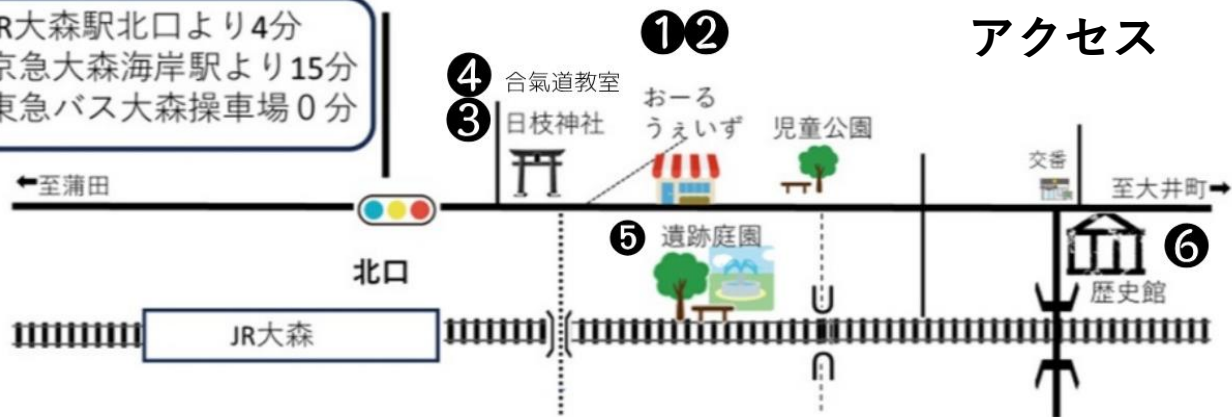 R大森駅北口より4分
京急大森海岸駅より15分
東急バス大森操車場０分
アクセス
❶❷
❹ 合氣道教室
❸ 日枝神社
おーる
うぇいず
児童公園
交番
←至蒲田
至大井町→
❺ 遺跡庭園
❻
北口
歴史館
JR大森